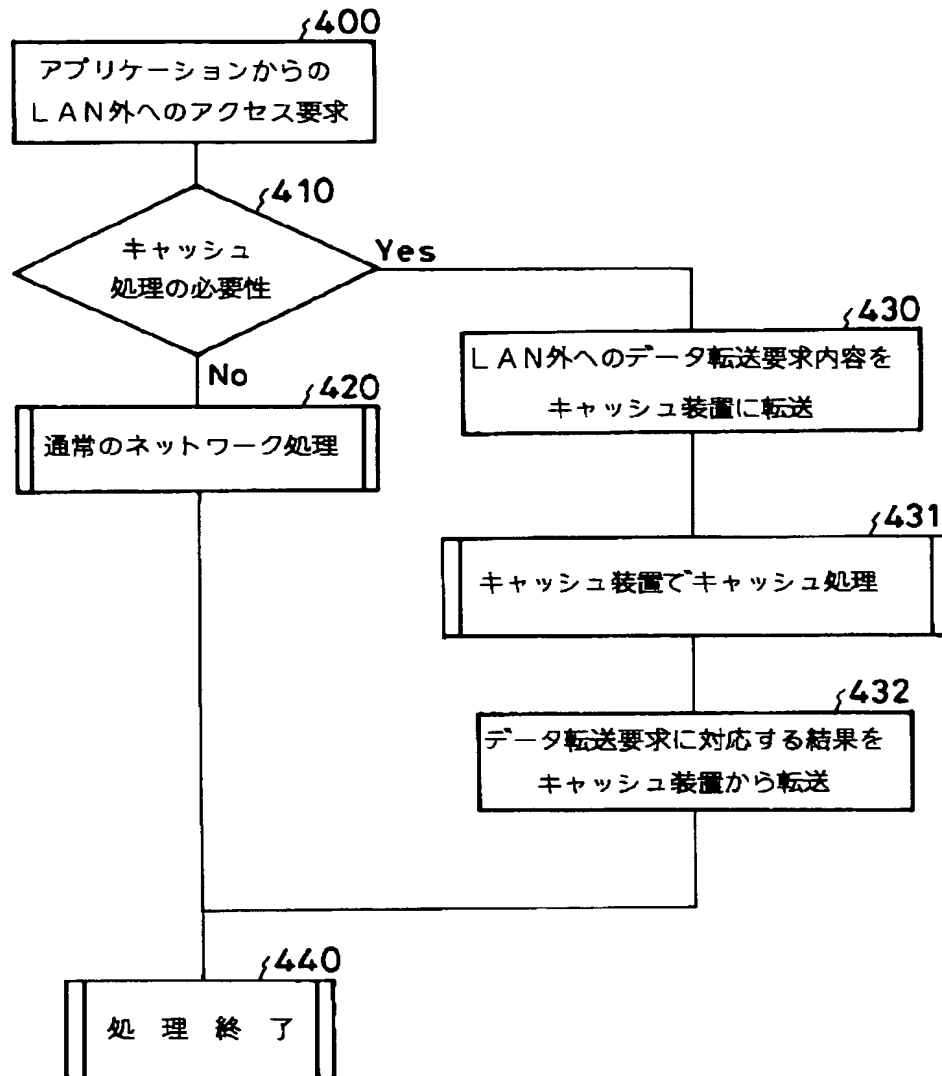 400
アプリケーションからの
LAN外へのアクセス要求
410
キャッシュ
処理の必要性
Yes
No
420
通常のネットワーク処理
430
LAN外へのデータ転送要求内容を
キャッシュ装置に転送
431
キャッシュ装置でキャッシュ処理
432
データ転送要求に対応する結果を
キャッシュ装置から転送
440
処理終了